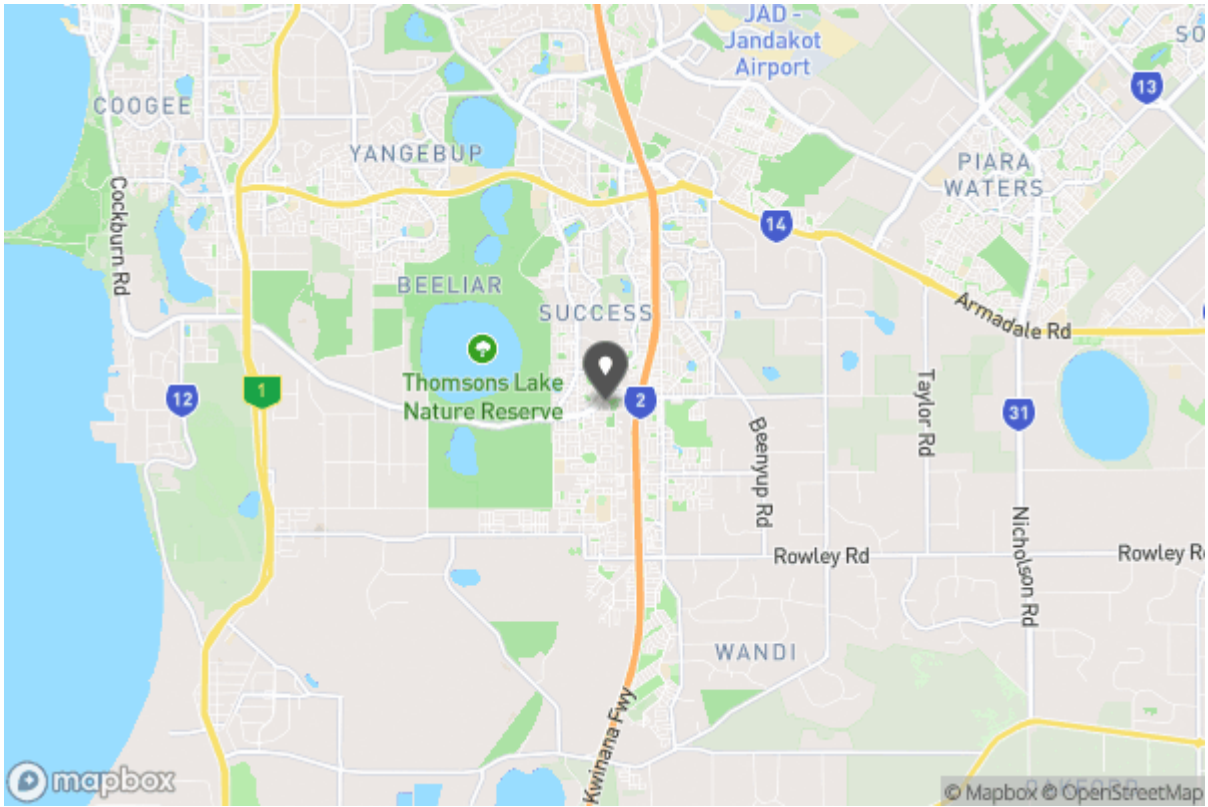 JAD -
Jandakot
Airport
SO
13
COOGEE
YANGEBUP
PIARA
WATERS
Cockburn Rd
14
BEELIAR
SUCCESS
Armadale Rd
Thomsons Lake
Nature Reserve
1
12
2
31
Taylor Rd
Beenyup Rd
Nicholson Rd
Rowley Rd
Rowley Rd
WANDI
Kwinana Fwy
mapbox
© Mapbox © OpenStreetMap